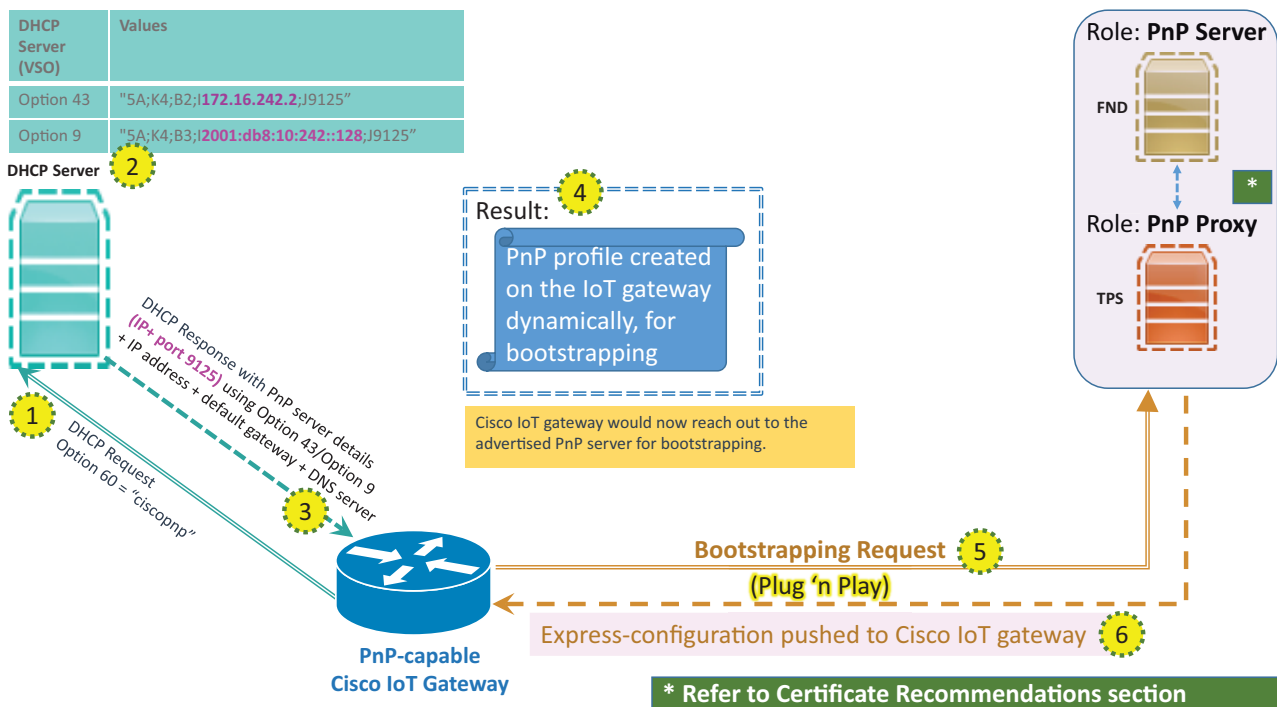 DHCP
Server
(VSO)
Values
Option 43
"5A;K4;B2;I172.16.242.2;J9125”
Option 9
"5A;K4;B3;I2001:db8:10:242::128;J9125”
DHCP Server
2
Role: PnP Server
FND
*
Role: PnP Proxy
TPS
4
Result:
PnP profile created
on the IoT gateway
dynamically, for
bootstrapping
Cisco IoT gateway would now reach out to the
advertised PnP server for bootstrapping.
1
DHCP Request
Option 60 = “ciscopnp”
DHCP Response with PnP server details
(IP+ port 9125) using Option 43/Option 9
+ IP address + default gateway + DNS server
3
Bootstrapping Request
5
(Plug ‘n Play)
Express-configuration pushed to Cisco IoT gateway
6
PnP-capable
Cisco IoT Gateway
* Refer to Certificate Recommendations section